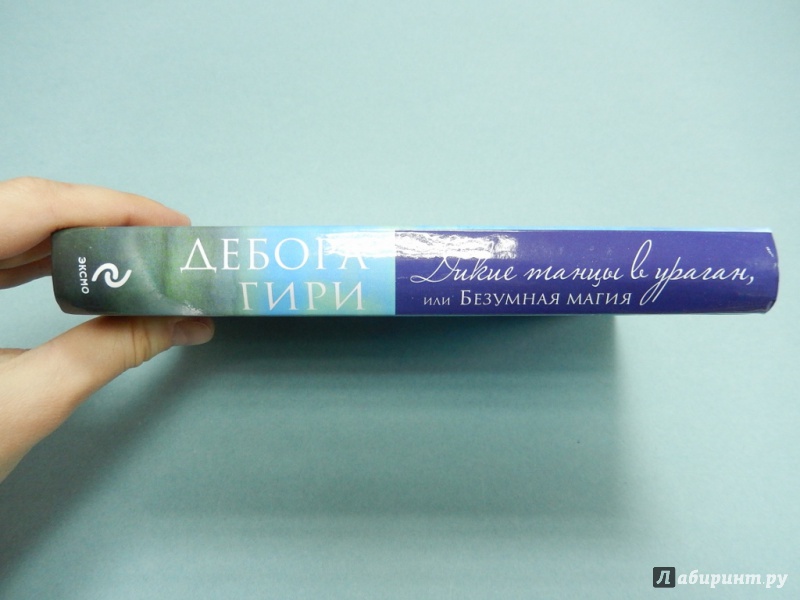 ЭКСМО
ДЕБОРА
ГИРИ
Дикие танцы в ураган,
или Безумная магия
Лабиринт.ру